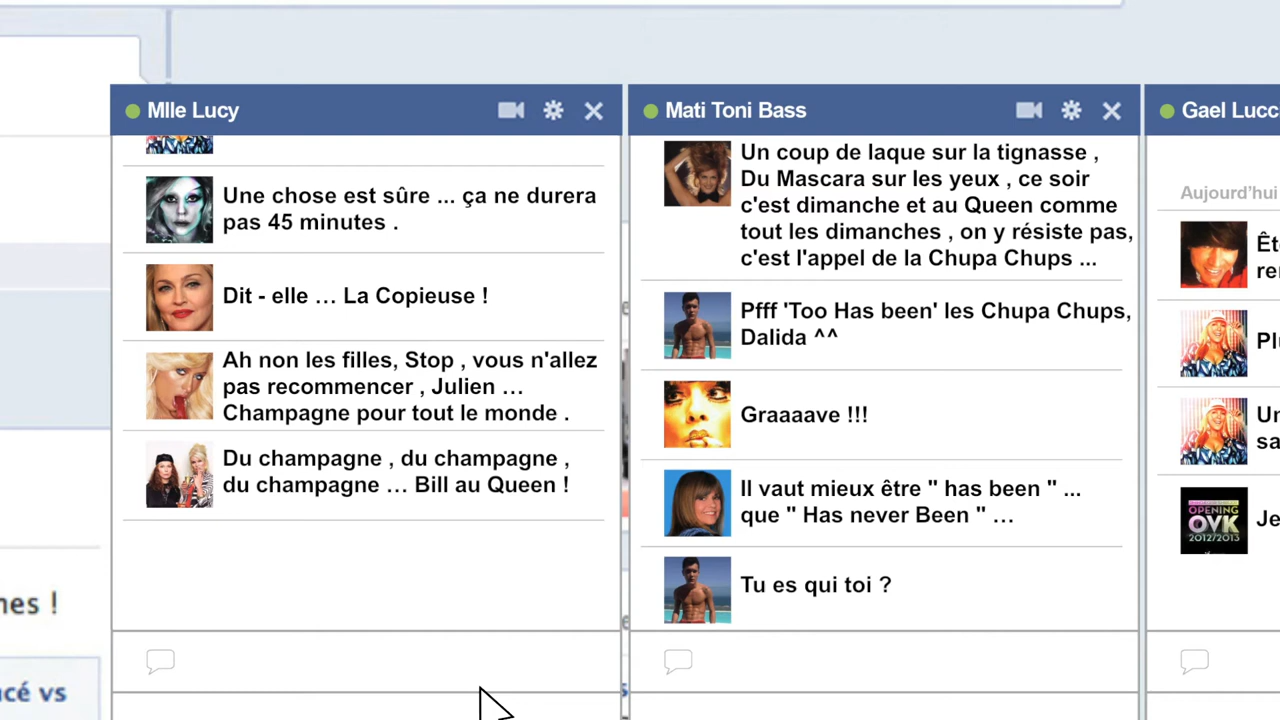 Mlle Lucy
Une chose est sûre ... ça ne durera
pas 45 minutes .
Dit - elle … La Copieuse !
Ah non les filles, Stop , vous n'allez
pas recommencer , Julien …
Champagne pour tout le monde .
Du champagne , du champagne ,
du champagne … Bill au Queen !
Mati Toni Bass
Un coup de laque sur la tignasse ,
Du Mascara sur les yeux , ce soir
c'est dimanche et au Queen comme
tout les dimanches , on y résiste pas,
c'est l'appel de la Chupa Chups ...
Pfff 'Too Has been' les Chupa Chups,
Dalida ^^
Graaaave !!!
Il vaut mieux être " has been " ...
que " Has never Been " …
Tu es qui toi ?
Gael Lucc
Aujourd'hui
OPENING
OVK
2012/2013
Je
!
vs